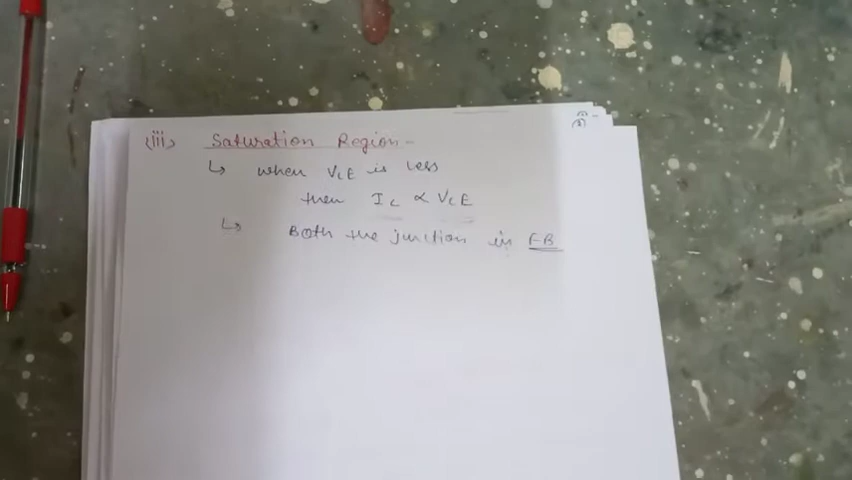 (iii) Saturation Region -
↳ when VCE is less
then IC ∝ VCE
↳ Both the junction in FB